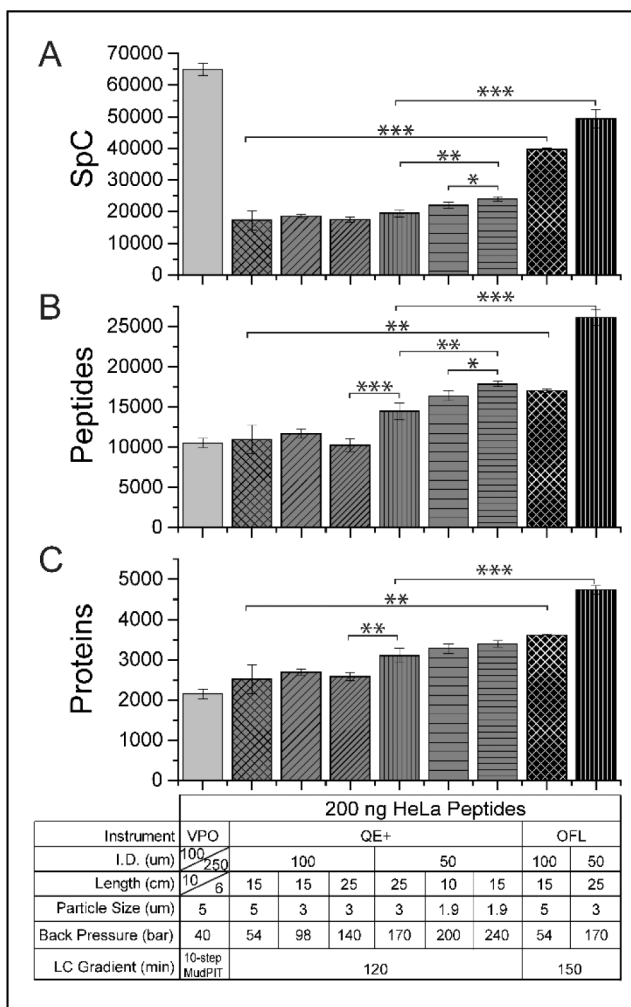 A
SpC
70000
60000
50000
40000
30000
20000
10000
0
***
***
**
*
B
Peptides
25000
20000
15000
10000
5000
0
***
**
**
*
***
C
Proteins
5000
4000
3000
2000
1000
0
***
**
**
200 ng HeLa Peptides
Instrument VPO QE+ OFL
I.D. (um) 100/250 100 50 100 50
Length (cm) 10/6 15 15 25 25 10 15 15 25
Particle Size (um) 5 5 3 3 3 1.9 1.9 5 3
Back Pressure (bar) 40 54 98 140 170 200 240 54 170
LC Gradient (min) 10-step MudPIT 120 150